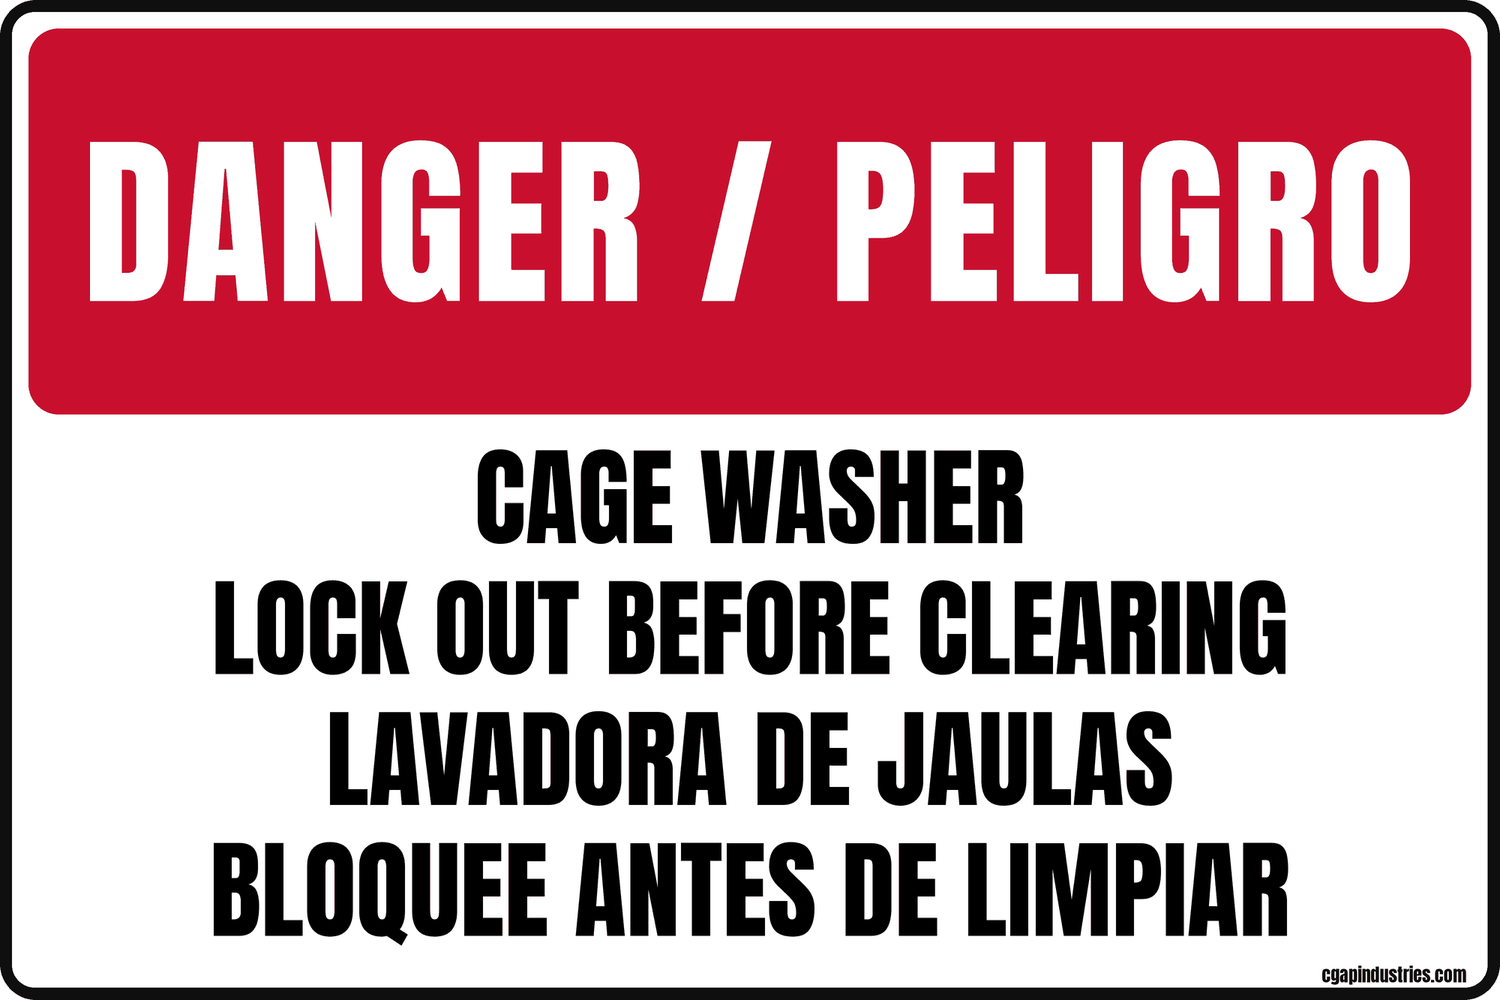 DANGER / PELIGRO
CAGE WASHER
LOCK OUT BEFORE CLEARING
LAVADORA DE JAULAS
BLOQUEE ANTES DE LIMPIAR
cgapindustries.com